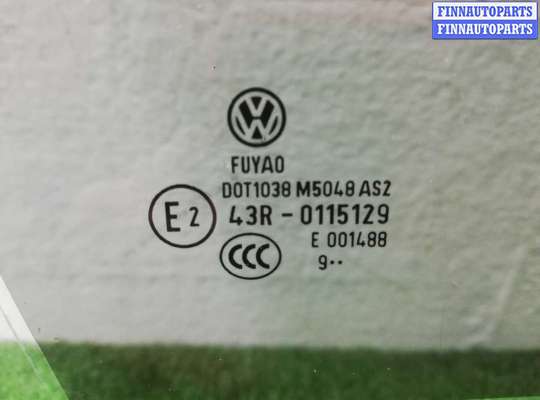 FINNAUTOPARTS
FINNAUTOPARTS
FUYAO
DOT1038 M5048 AS2
E2 43R-0115129
E 001488
CCC
9··